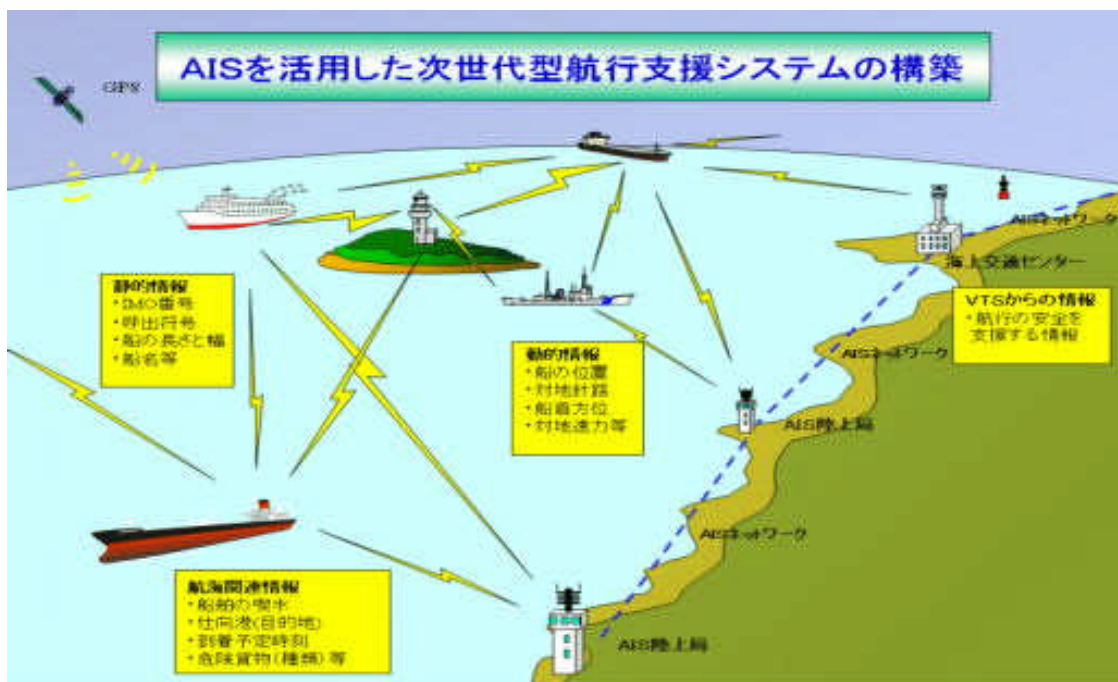 AISを活用した次世代型航行支援システムの構築
GPS
AISネットワーク
海上交通センター
静的情報
・IMO番号
・呼出符号
・船の長さと幅
・船名等
VTSからの情報
・航行の安全を
支援する情報
動的情報
・船の位置
・対地針路
・船首方位
・対地速力等
AISネットワーク
AIS陸上局
AISネットワーク
航海関連情報
・船舶の喫水
・仕向港(目的地)
・到着予定時刻
・危険貨物(種類)等
AIS陸上局